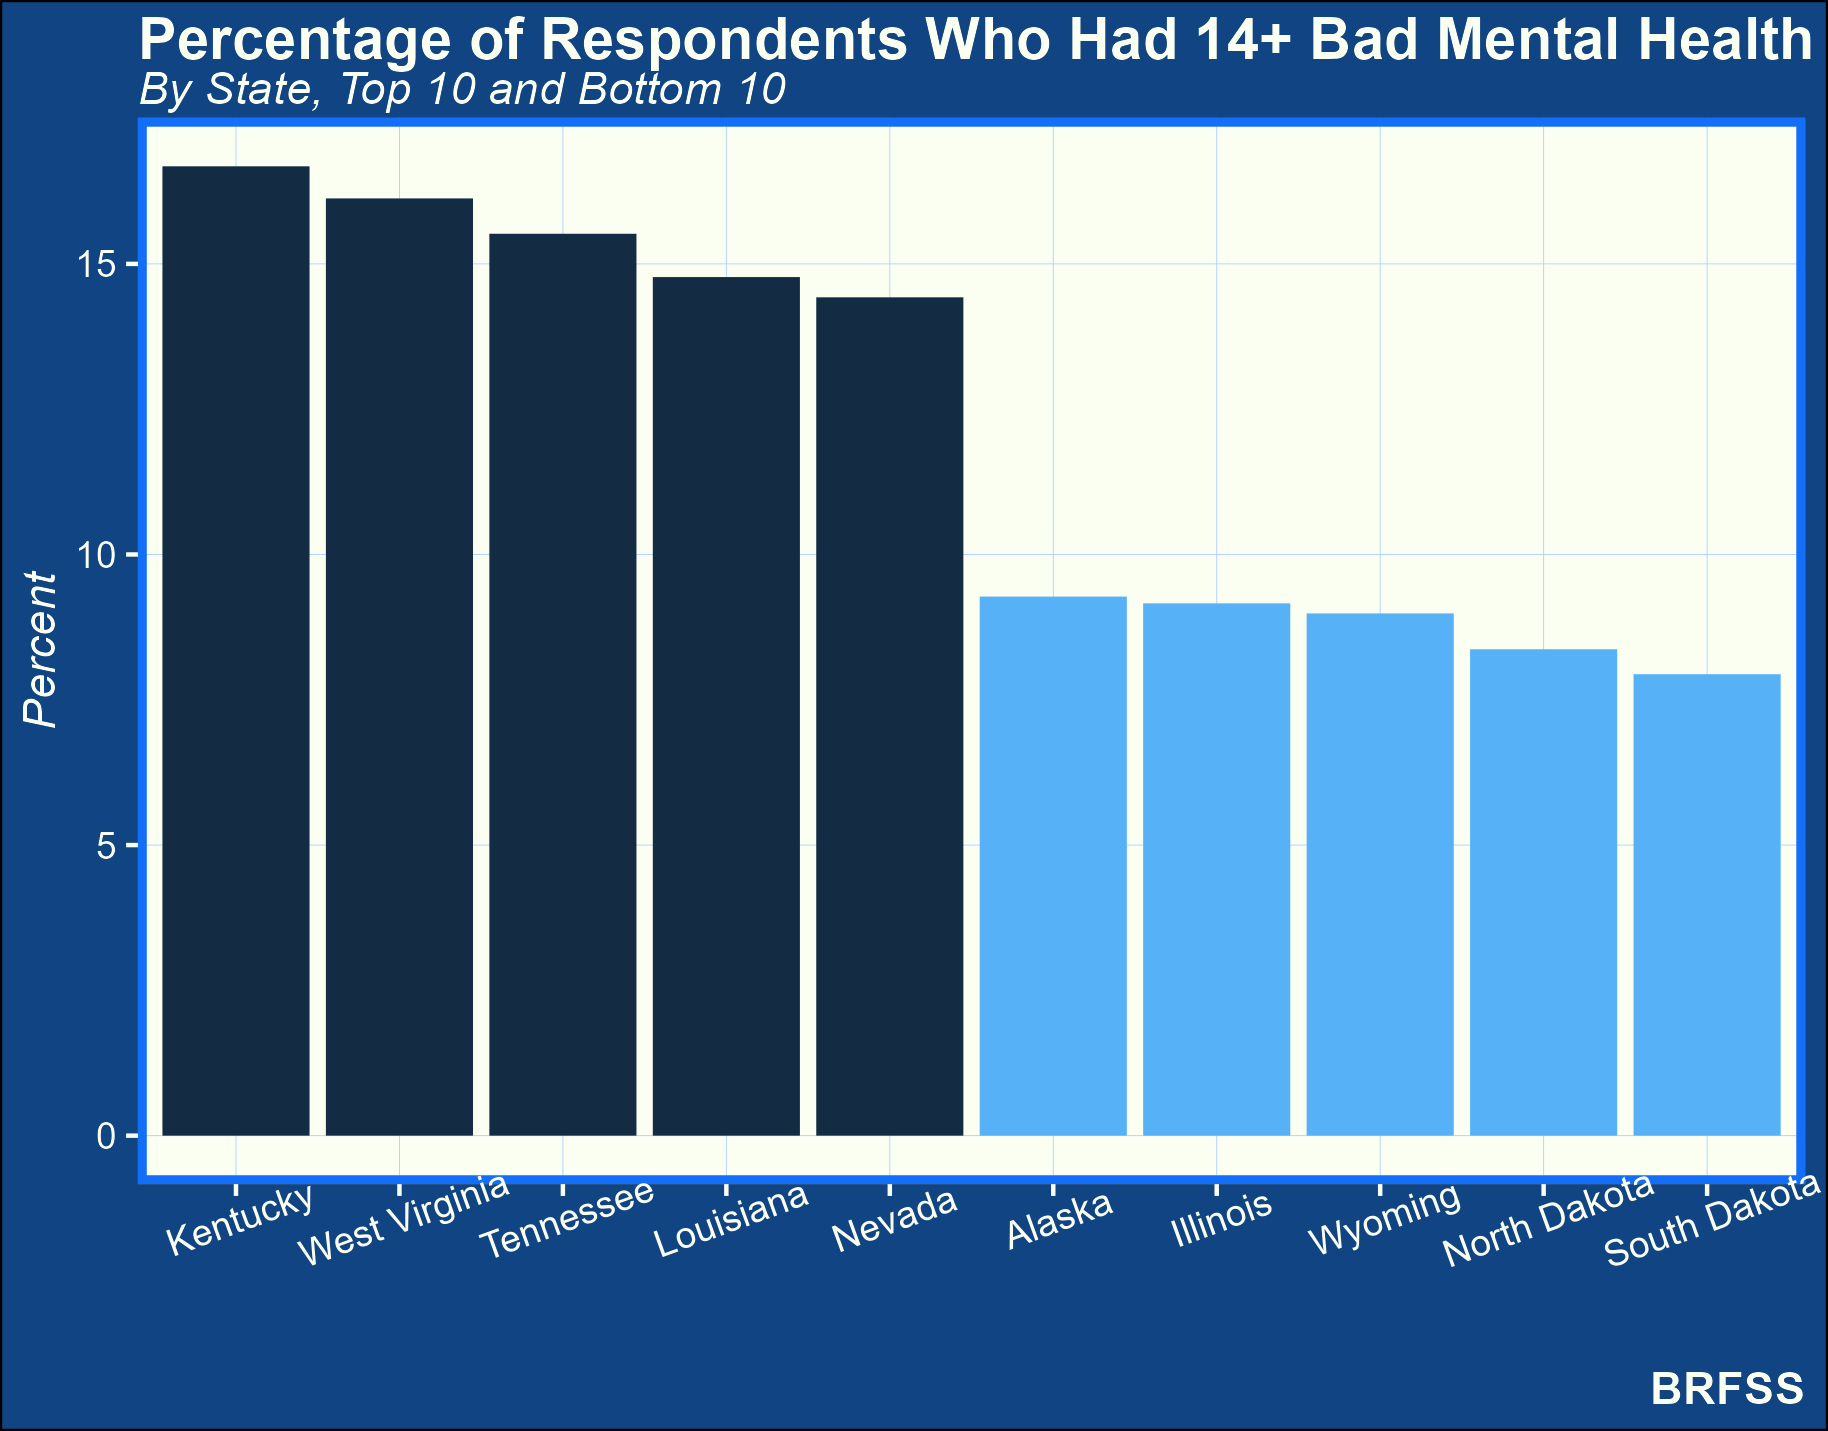 Percentage of Respondents Who Had 14+ Bad Mental Health
By State, Top 10 and Bottom 10
Percent
15
10
5
0
Kentucky
West Virginia
Tennessee
Louisiana
Nevada
Alaska
Illinois
Wyoming
North Dakota
South Dakota
BRFSS